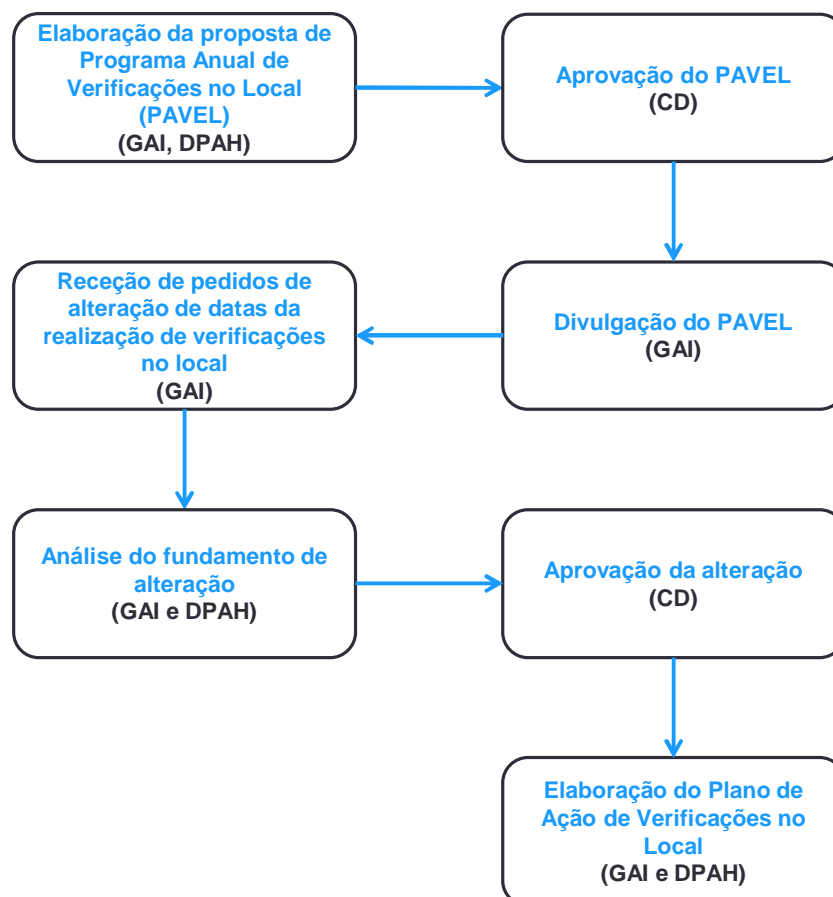 Elaboração da proposta de
Programa Anual de
Verificações no Local
(PAVEL)
(GAI, DPAH)
Aprovação do PAVEL
(CD)
Divulgação do PAVEL
(GAI)
Receção de pedidos de
alteração de datas da
realização de verificações
no local
(GAI)
Análise do fundamento de
alteração
(GAI e DPAH)
Aprovação da alteração
(CD)
Elaboração do Plano de
Ação de Verificações no
Local
(GAI e DPAH)